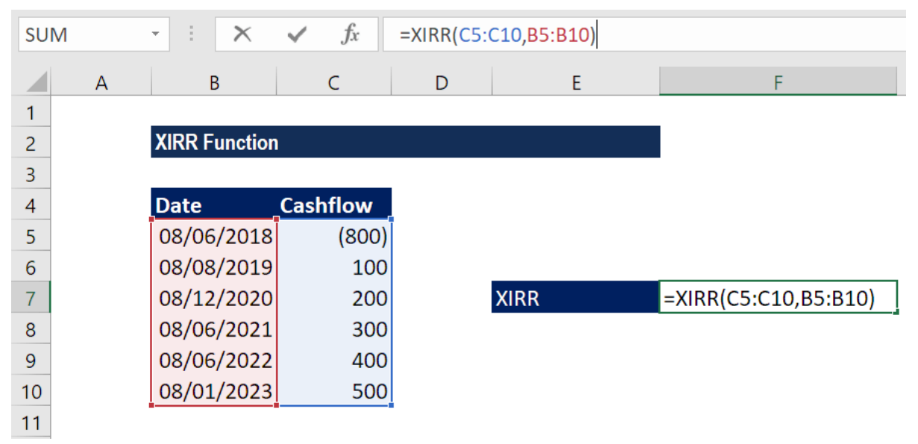 SUM =XIRR(C5:C10,B5:B10)
A B C D E F
1
2 XIRR Function
3
4 Date Cashflow
5 08/06/2018 (800)
6 08/08/2019 100
7 08/12/2020 200 XIRR =XIRR(C5:C10,B5:B10)
8 08/06/2021 300
9 08/06/2022 400
10 08/01/2023 500
11